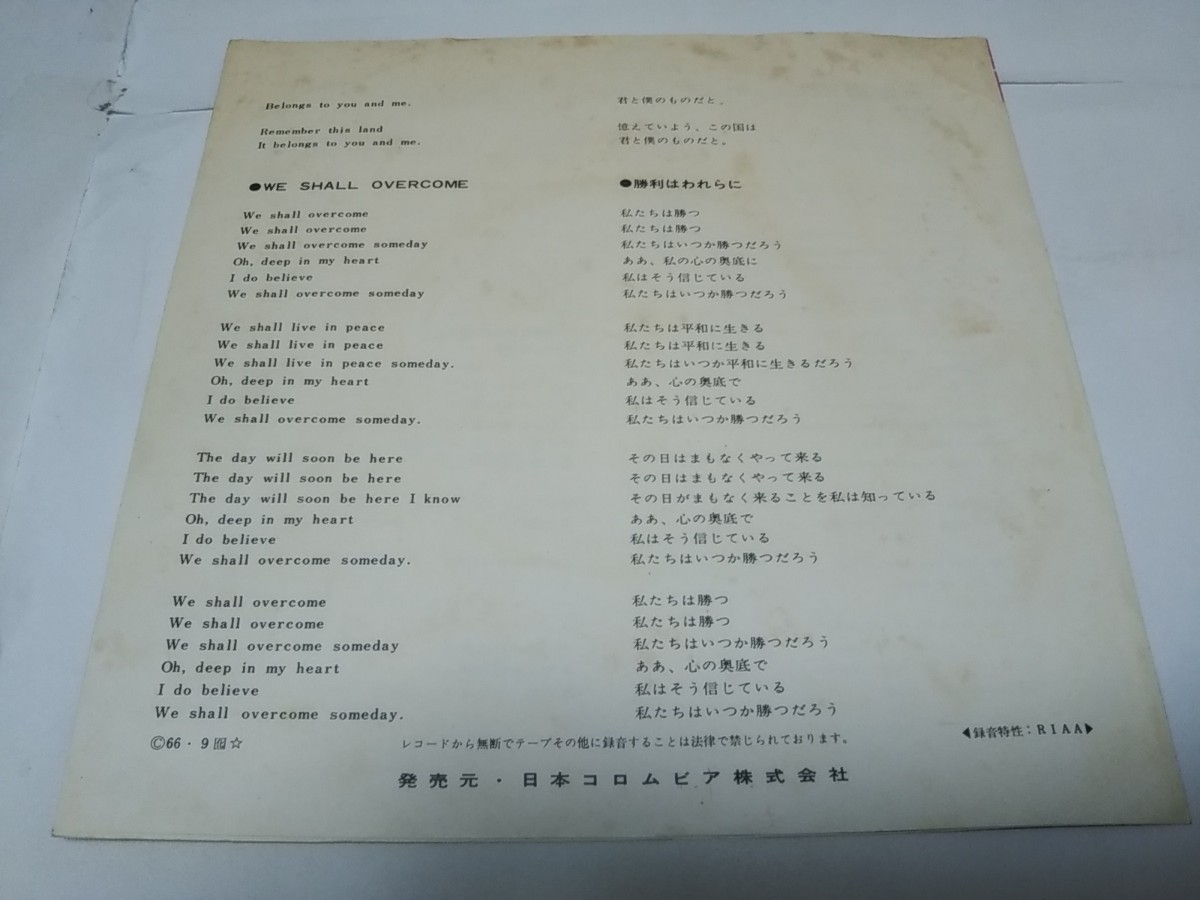 Belongs to you and me.
Remember this land
It belongs to you and me.
●WE SHALL OVERCOME
We shall overcome
We shall overcome
We shall overcome someday
Oh, deep in my heart
I do believe
We shall overcome someday
We shall live in peace
We shall live in peace
We shall live in peace someday.
Oh, deep in my heart
I do believe
We shall overcome someday.
The day will soon be here
The day will soon be here
The day will soon be here I know
Oh, deep in my heart
I do believe
We shall overcome someday.
We shall overcome
We shall overcome
We shall overcome someday
Oh, deep in my heart
I do believe
We shall overcome someday.
君と僕のものだと。
憶えていよう、この国は
君と僕のものだと。
●勝利はわれらに
私たちは勝つ
私たちは勝つ
私たちはいつか勝つだろう
ああ、私の心の奥底に
私はそう信じている
私たちはいつか勝つだろう
私たちは平和に生きる
私たちは平和に生きる
私たちはいつか平和に生きるだろう
ああ、心の奥底で
私はそう信じている
私たちはいつか勝つだろう
その日はまもなくやって来る
その日はまもなくやって来る
その日がまもなく来ることを私は知っている
ああ、心の奥底で
私はそう信じている
私たちはいつか勝つだろう
私たちは勝つ
私たちは勝つ
私たちはいつか勝つだろう
ああ、心の奥底で
私はそう信じている
私たちはいつか勝つだろう
Ⓒ66・9 ☆
レコードから無断でテープその他に録音することは法律で禁じられております。
◀録音特性：RIAA▶
発売元・日本コロムビア株式会社